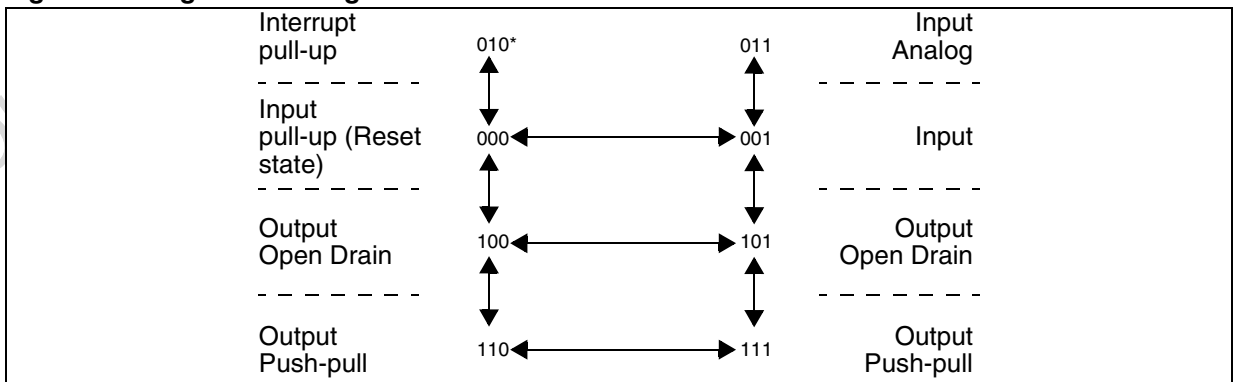 Interrupt
pull-up
010*
011
Input
Analog
Input
pull-up (Reset
state)
000
001
Input
Output
Open Drain
100
101
Output
Open Drain
Output
Push-pull
110
111
Output
Push-pull